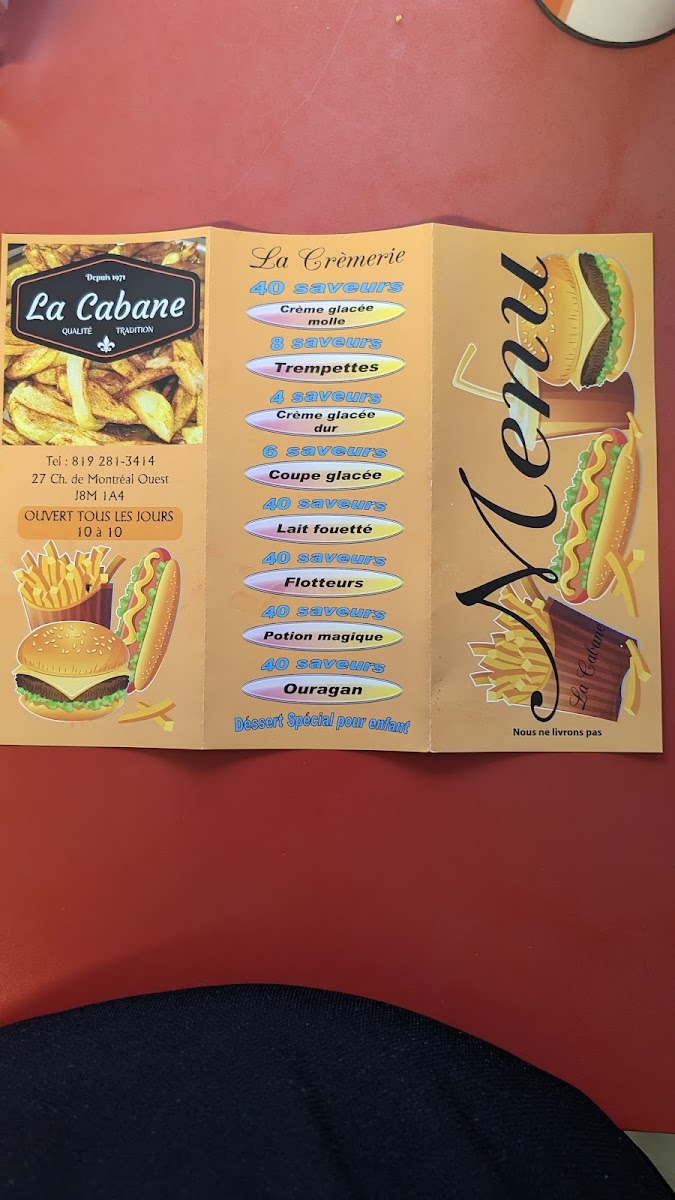 Depuis 1971
La Cabane
QUALITÉ TRADITION
Tel : 819 281-3414
27 Ch. de Montréal Ouest
J8M 1A4
OUVERT TOUS LES JOURS
10 à 10
La Crèmerie
40 saveurs
Crème glacée
molle
8 saveurs
Trempettes
4 saveurs
Crème glacée
dur
6 saveurs
Coupe glacée
40 saveurs
Lait fouetté
40 saveurs
Flotteurs
40 saveurs
Potion magique
40 saveurs
Ouragan
Déssert Spécial pour enfant
Menu
La Cabane
Nous ne livrons pas